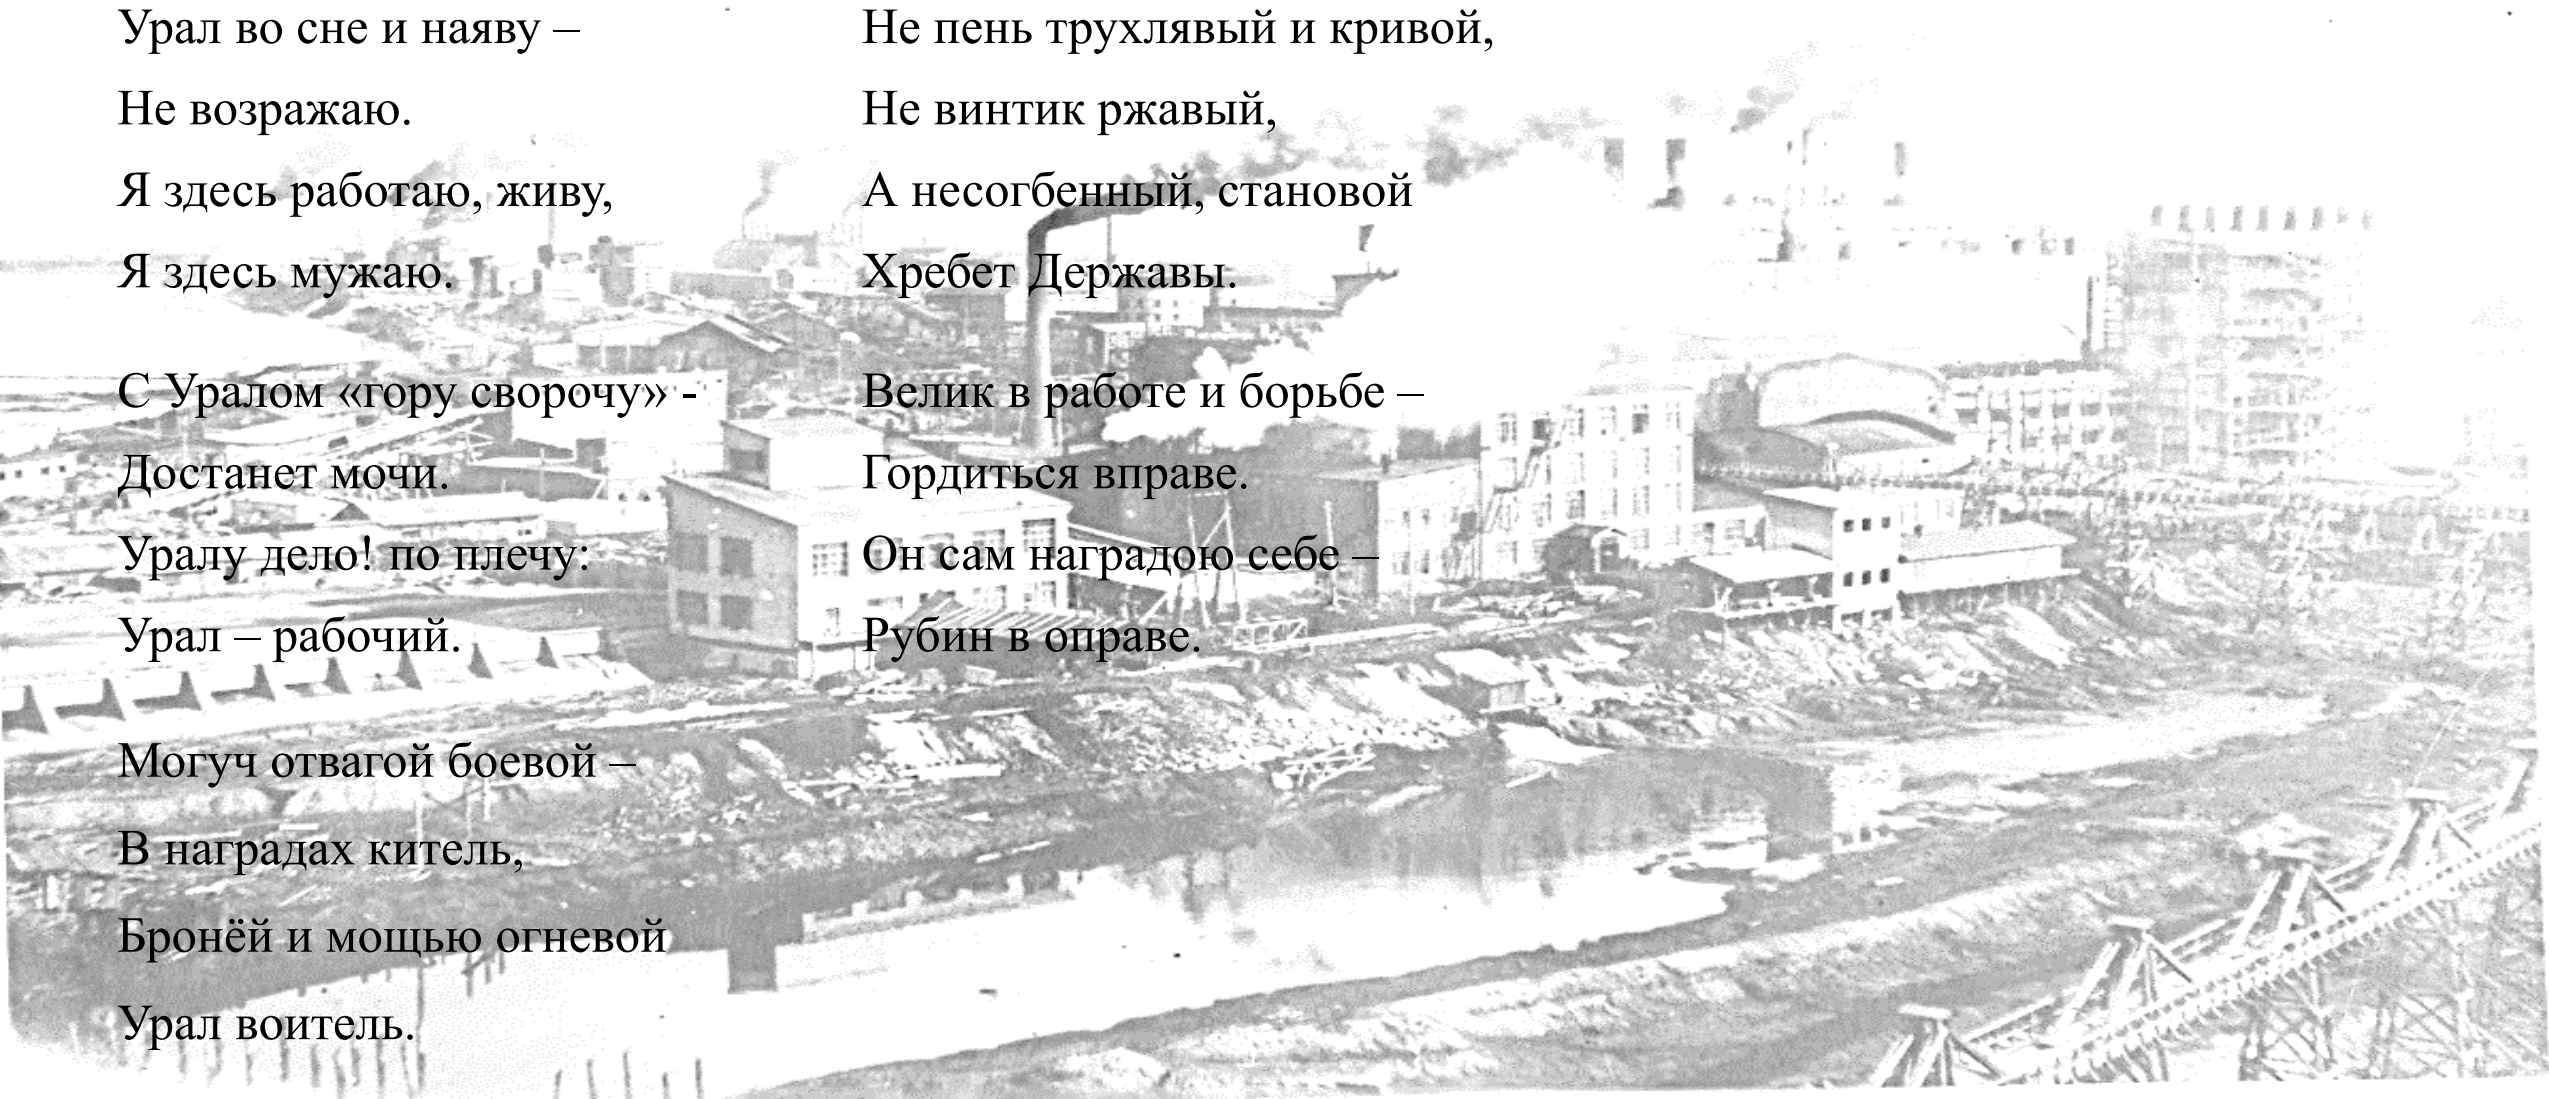 Урал во сне и наяву –
Не возражаю.
Я здесь работаю, живу,
Я здесь мужаю.
С Уралом «гору сворочу» -
Достанет мочи.
Уралу дело! по плечу:
Урал – рабочий.
Могуч отвагой боевой –
В наградах китель,
Бронёй и мощью огневой
Урал воитель.
Не пень трухлявый и кривой,
Не винтик ржавый,
А несогбенный, становой
Хребет Державы.
Велик в работе и борьбе –
Гордиться вправе.
Он сам наградою себе –
Рубин в оправе.